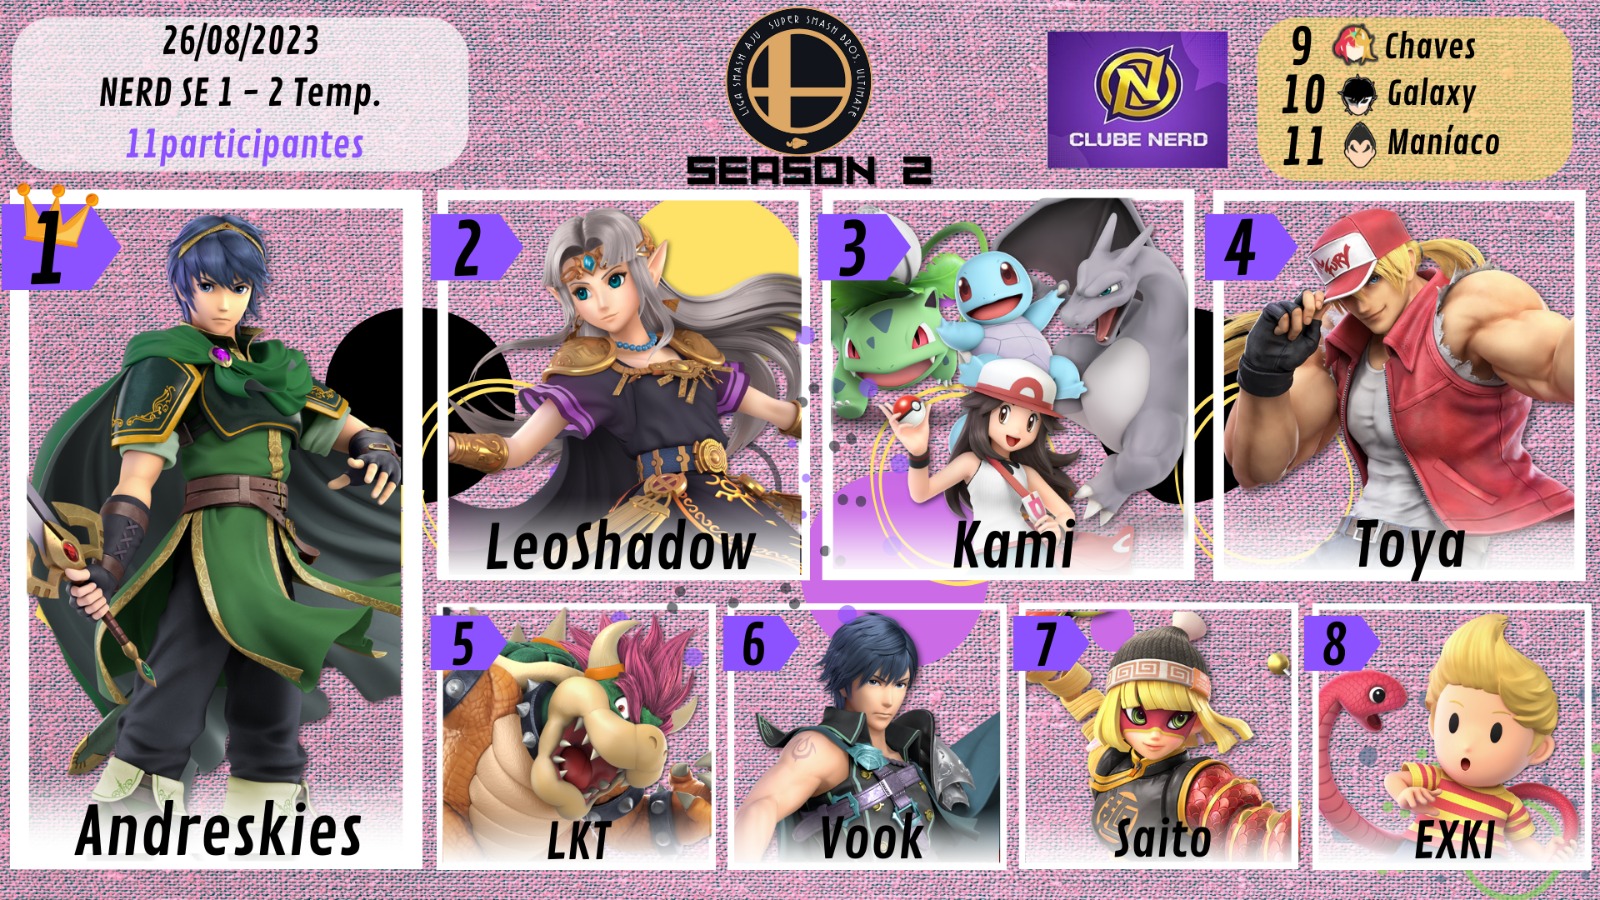 26/08/2023
NERD SE 1 - 2 Temp.
11participantes
LIGA SMASH AJU SUPER SMASH BROS. ULTIMATE
SEASON 2
N
CLUBE NERD
9 Chaves
10 Galaxy
11 Maníaco
1
Andreskies
2
LeoShadow
3
Kami
4
FURY
Toya
5
LKT
6
Vook
7
Saito
8
EXKI